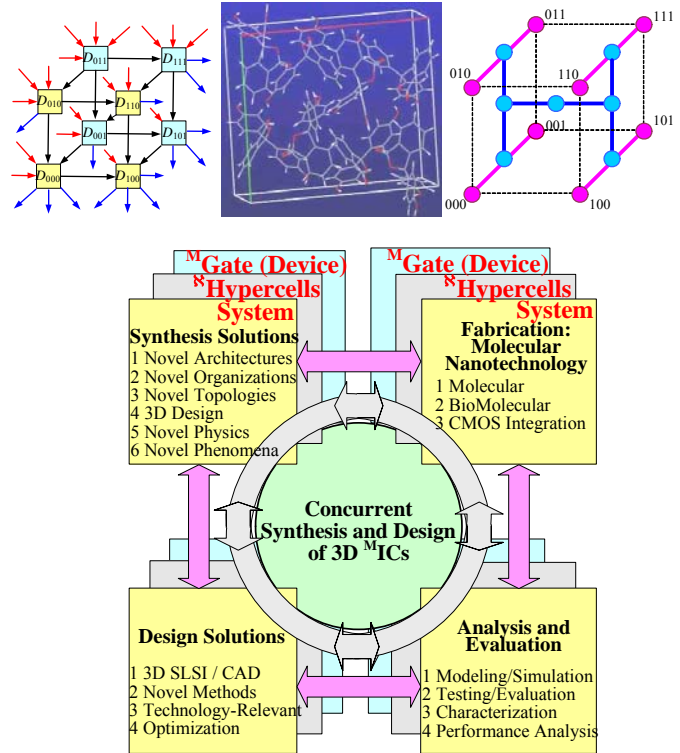 D011
D111
D010
D110
D001
D101
D000
D100
011
111
010
110
001
101
000
100
ᴹGate (Device)
ℵHypercells
System
Synthesis Solutions
1 Novel Architectures
2 Novel Organizations
3 Novel Topologies
4 3D Design
5 Novel Physics
6 Novel Phenomena
ᴹGate (Device)
ℵHypercells
System
Fabrication:
Molecular
Nanotechnology
1 Molecular
2 BioMolecular
3 CMOS Integration
Concurrent
Synthesis and Design
of 3D ᴹICs
Design Solutions
1 3D SLSI / CAD
2 Novel Methods
3 Technology-Relevant
4 Optimization
Analysis and
Evaluation
1 Modeling/Simulation
2 Testing/Evaluation
3 Characterization
4 Performance Analysis